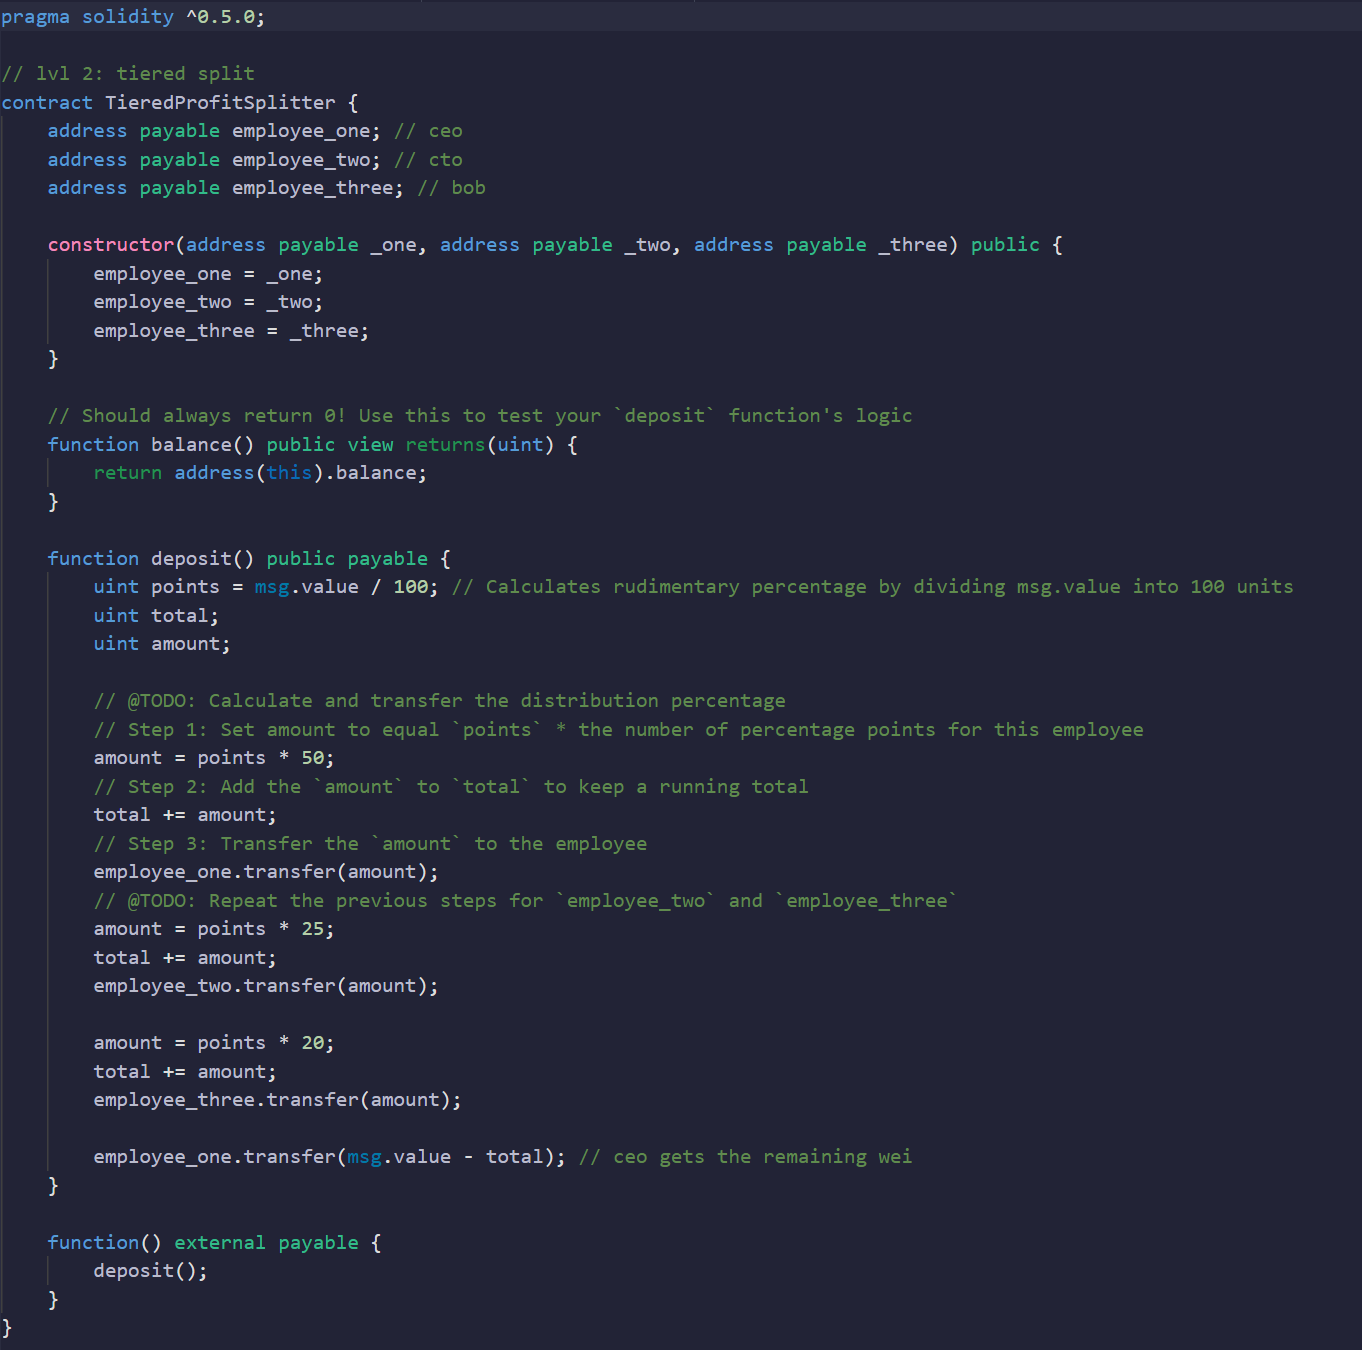 pragma solidity ^0.5.0;
// lvl 2: tiered split
contract TieredProfitSplitter {
    address payable employee_one; // ceo
    address payable employee_two; // cto
    address payable employee_three; // bob
    constructor(address payable _one, address payable _two, address payable _three) public {
        employee_one = _one;
        employee_two = _two;
        employee_three = _three;
    }
    // Should always return 0! Use this to test your `deposit` function's logic
    function balance() public view returns(uint) {
        return address(this).balance;
    }
    function deposit() public payable {
        uint points = msg.value / 100; // Calculates rudimentary percentage by dividing msg.value into 100 units
        uint total;
        uint amount;
        // @TODO: Calculate and transfer the distribution percentage
        // Step 1: Set amount to equal `points` * the number of percentage points for this employee
        amount = points * 50;
        // Step 2: Add the `amount` to `total` to keep a running total
        total += amount;
        // Step 3: Transfer the `amount` to the employee
        employee_one.transfer(amount);
        // @TODO: Repeat the previous steps for `employee_two` and `employee_three`
        amount = points * 25;
        total += amount;
        employee_two.transfer(amount);
        amount = points * 20;
        total += amount;
        employee_three.transfer(amount);
        employee_one.transfer(msg.value - total); // ceo gets the remaining wei
    }
    function() external payable {
        deposit();
    }
}